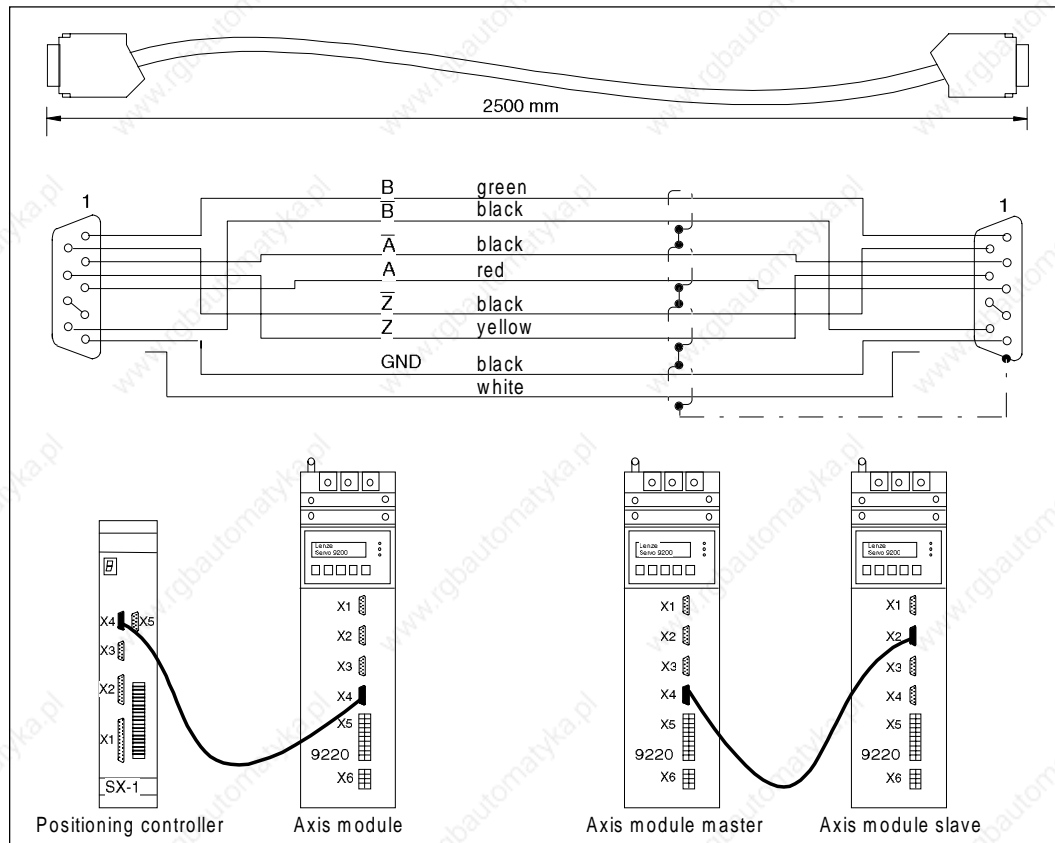 2500 mm
1
B green
B black
1
A black
A red
Z black
Z yellow
GND black
white
Lenze
Servo 9200
X1
X2
X3
X4
X5
9220
X6
X4 X5
X3
X2
X1
SX-1
Lenze
Servo 9200
X1
X2
X3
X4
X5
9220
X6
Lenze
Servo 9200
X1
X2
X3
X4
X5
9220
X6
Positioning controller Axis module Axis module master Axis module slave
www.rgbautomatyka.pl